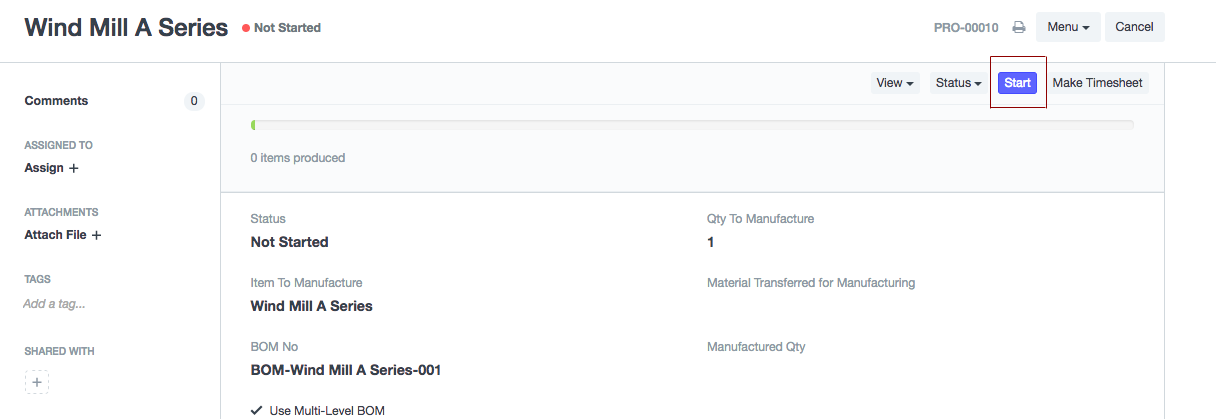 Wind Mill A Series Not Started PRO-00010 Menu Cancel
View Status Start Make Timesheet
Comments 0
ASSIGNED TO
Assign +
ATTACHMENTS
Attach File +
TAGS
Add a tag...
SHARED WITH
+
0 items produced
Status
Not Started
Qty To Manufacture
1
Item To Manufacture
Wind Mill A Series
Material Transferred for Manufacturing
BOM No
BOM-Wind Mill A Series-001
Manufactured Qty
Use Multi-Level BOM